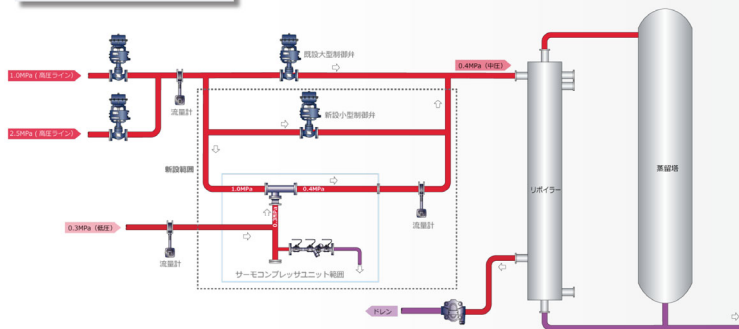 既設大型制御弁
0.4MPa（中圧）
1.0MPa ( 高圧ライン)
流量計
新設小型制御弁
2.5MPa ( 高圧ライン)
新設範囲
蒸留塔
リボイラー
1.0MPa
0.4MPa
0.3MPa
0.3MPa（低圧）
流量計
流量計
サーモコンプレッサユニット範囲
ドレン